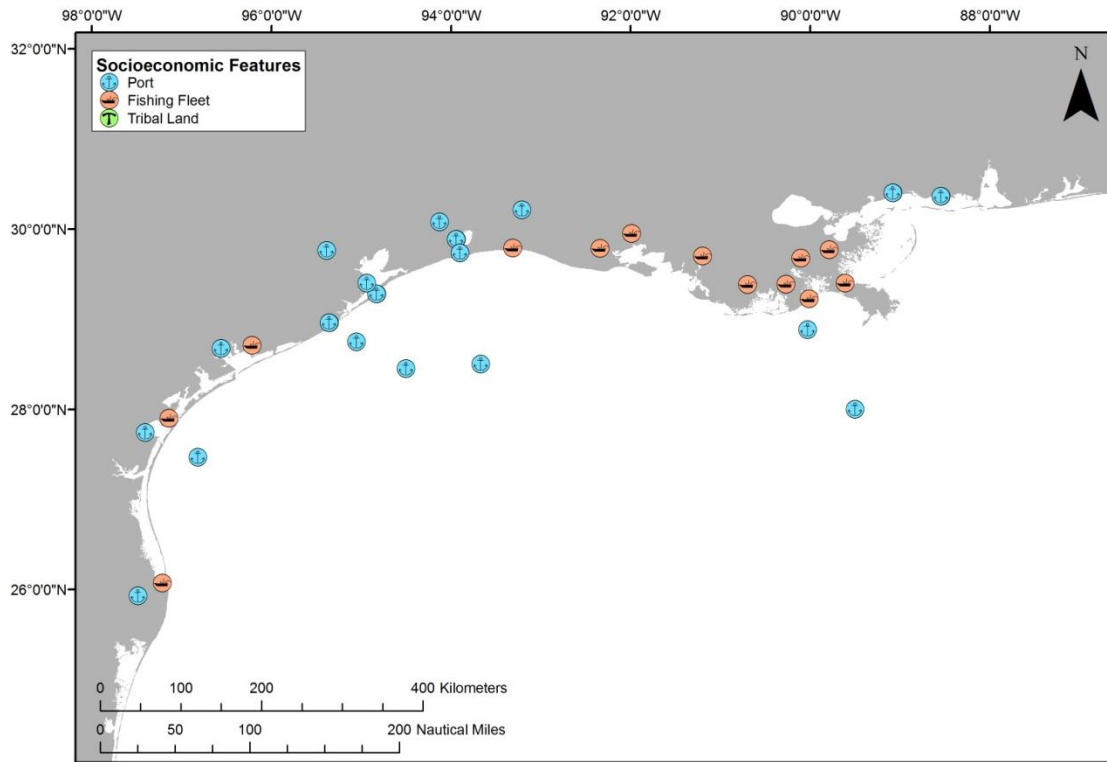 98°0'0"W 96°0'0"W 94°0'0"W 92°0'0"W 90°0'0"W 88°0'0"W
32°0'0"N
Socioeconomic Features
Port
Fishing Fleet
Tribal Land
N
30°0'0"N
28°0'0"N
26°0'0"N
0 100 200 400 Kilometers
0 50 100 200 Nautical Miles